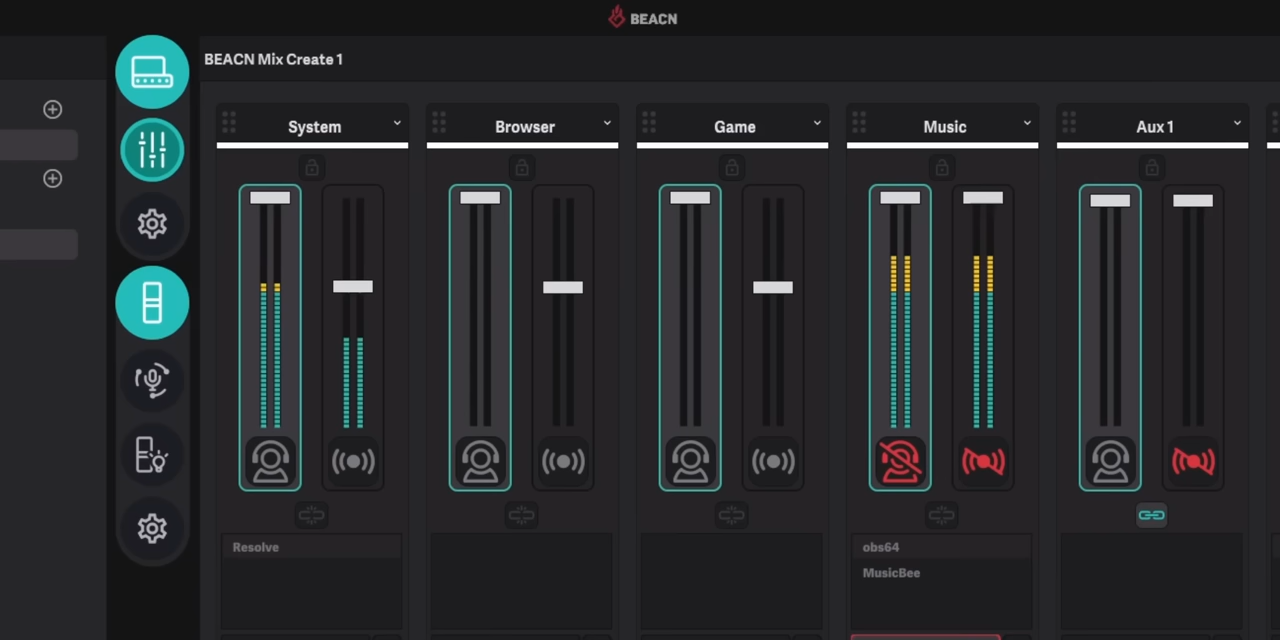 BEACN
BEACN Mix Create 1
System
Browser
Game
Music
Aux 1
Resolve
obs64
MusicBee